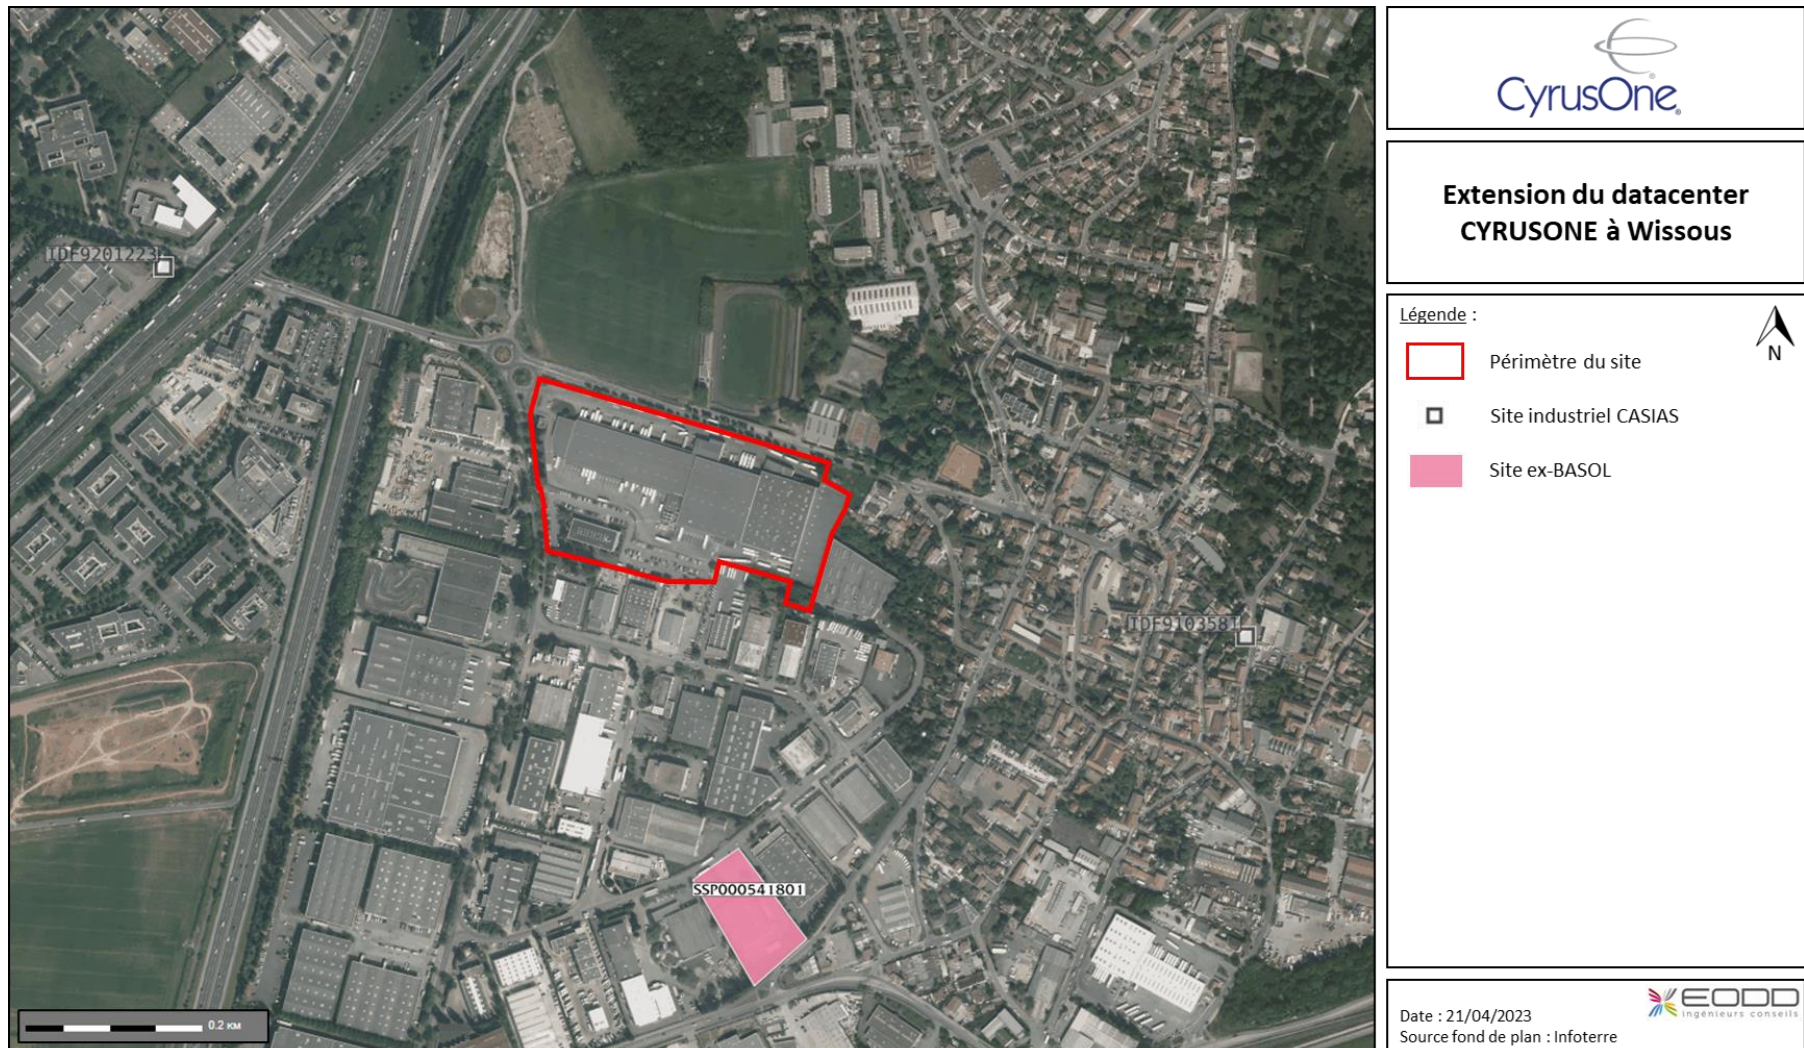 CyrusOne
Extension du datacenter
CYRUSONE à Wissous
Légende :
N
Périmètre du site
Site industriel CASIAS
Site ex-BASOL
IDF9201223
IDF9103581
SSP000541801
0.2 KM
Date : 21/04/2023
Source fond de plan : Infoterre
EODD
ingénieurs conseils